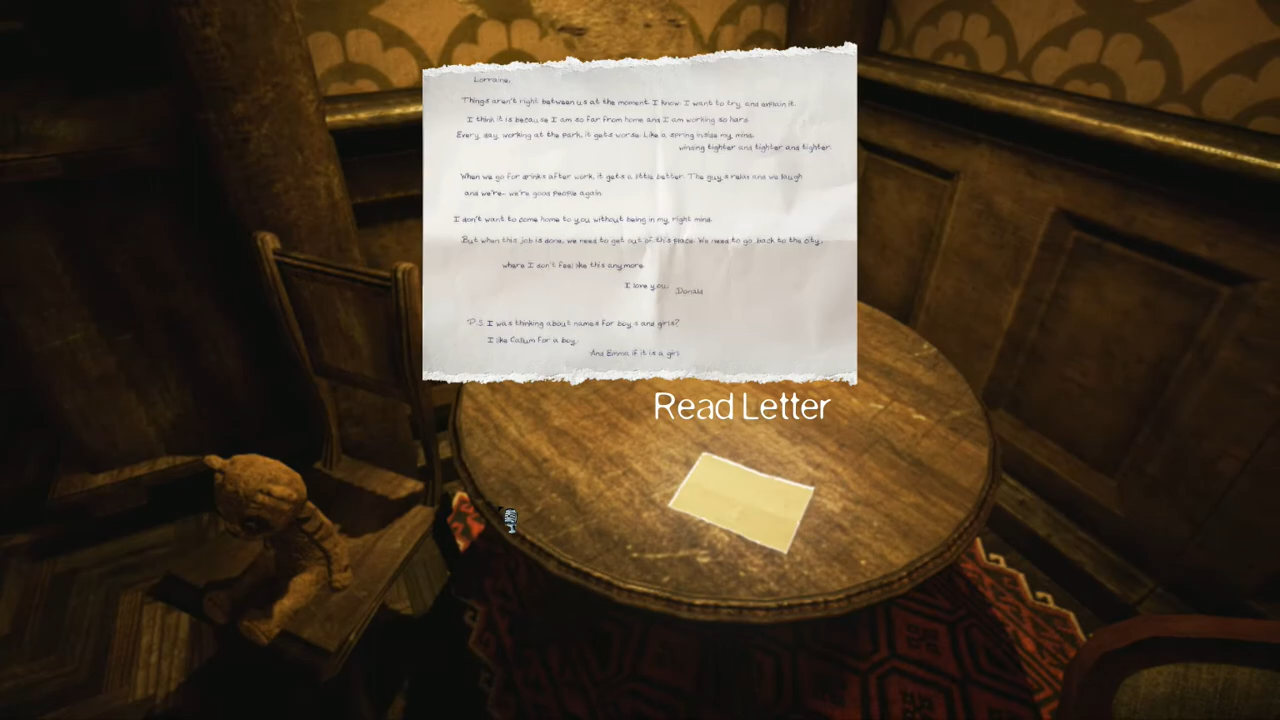 Lorraine,
Things aren't right between us at the moment. I know. I want to try and explain it.
I think it is because I am so far from home and I am working so hard.
Every day, working at the park, it gets worse. Like a spring inside my mind.
winding tighter and tighter and tighter.
When we go for drinks after work, it gets a little better. The guys relax and we laugh
and we're- we're good people again.
I don't want to come home to you without being in my right mind.
But when this job is done, we need to get out of this place. We need to go back to the city,
where I don't feel like this anymore.
I love you.
Donald
P.S. I was thinking about names for boys and girls?
I like Callum for a boy.
And Emma if it is a girl.
Read Letter